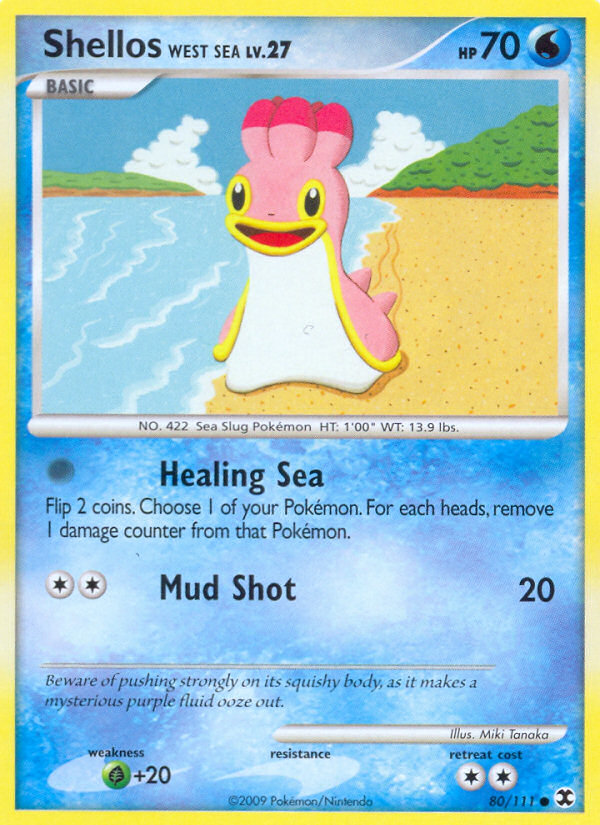 Shellos WEST SEA LV.27 HP 70
BASIC
NO. 422 Sea Slug Pokémon HT: 1'00" WT: 13.9 lbs.
Healing Sea
Flip 2 coins. Choose 1 of your Pokémon. For each heads, remove
1 damage counter from that Pokémon.
Mud Shot 20
Beware of pushing strongly on its squishy body, as it makes a
mysterious purple fluid ooze out.
Illus. Miki Tanaka
weakness resistance retreat cost
+20
©2009 Pokémon/Nintendo 80/111